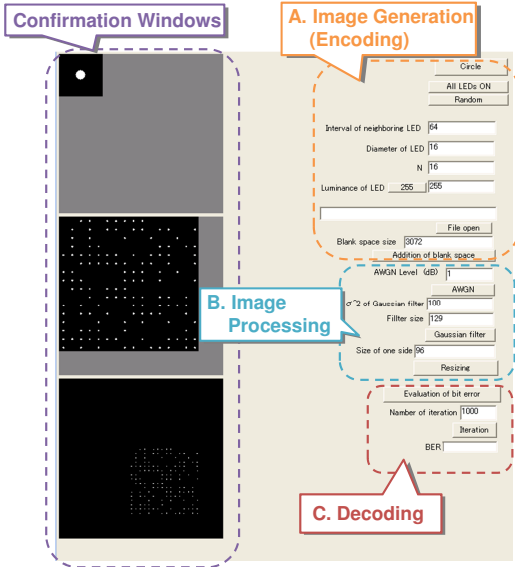 Confirmation Windows
A. Image Generation
(Encoding)
Circle
All LEDs ON
Random
Interval of neighboring LED 64
Diameter of LED 16
N 16
Luminance of LED 255 255
File open
Blank space size 3072
Addition of blank space
AWGN Level (dB) 1
AWGN
B. Image
Processing
σ^2 of Gaussian filter 100
Fillter size 129
Gaussian filter
Size of one side 96
Resizing
Evaluation of bit error
Namber of iteration 1000
Iteration
BER
C. Decoding